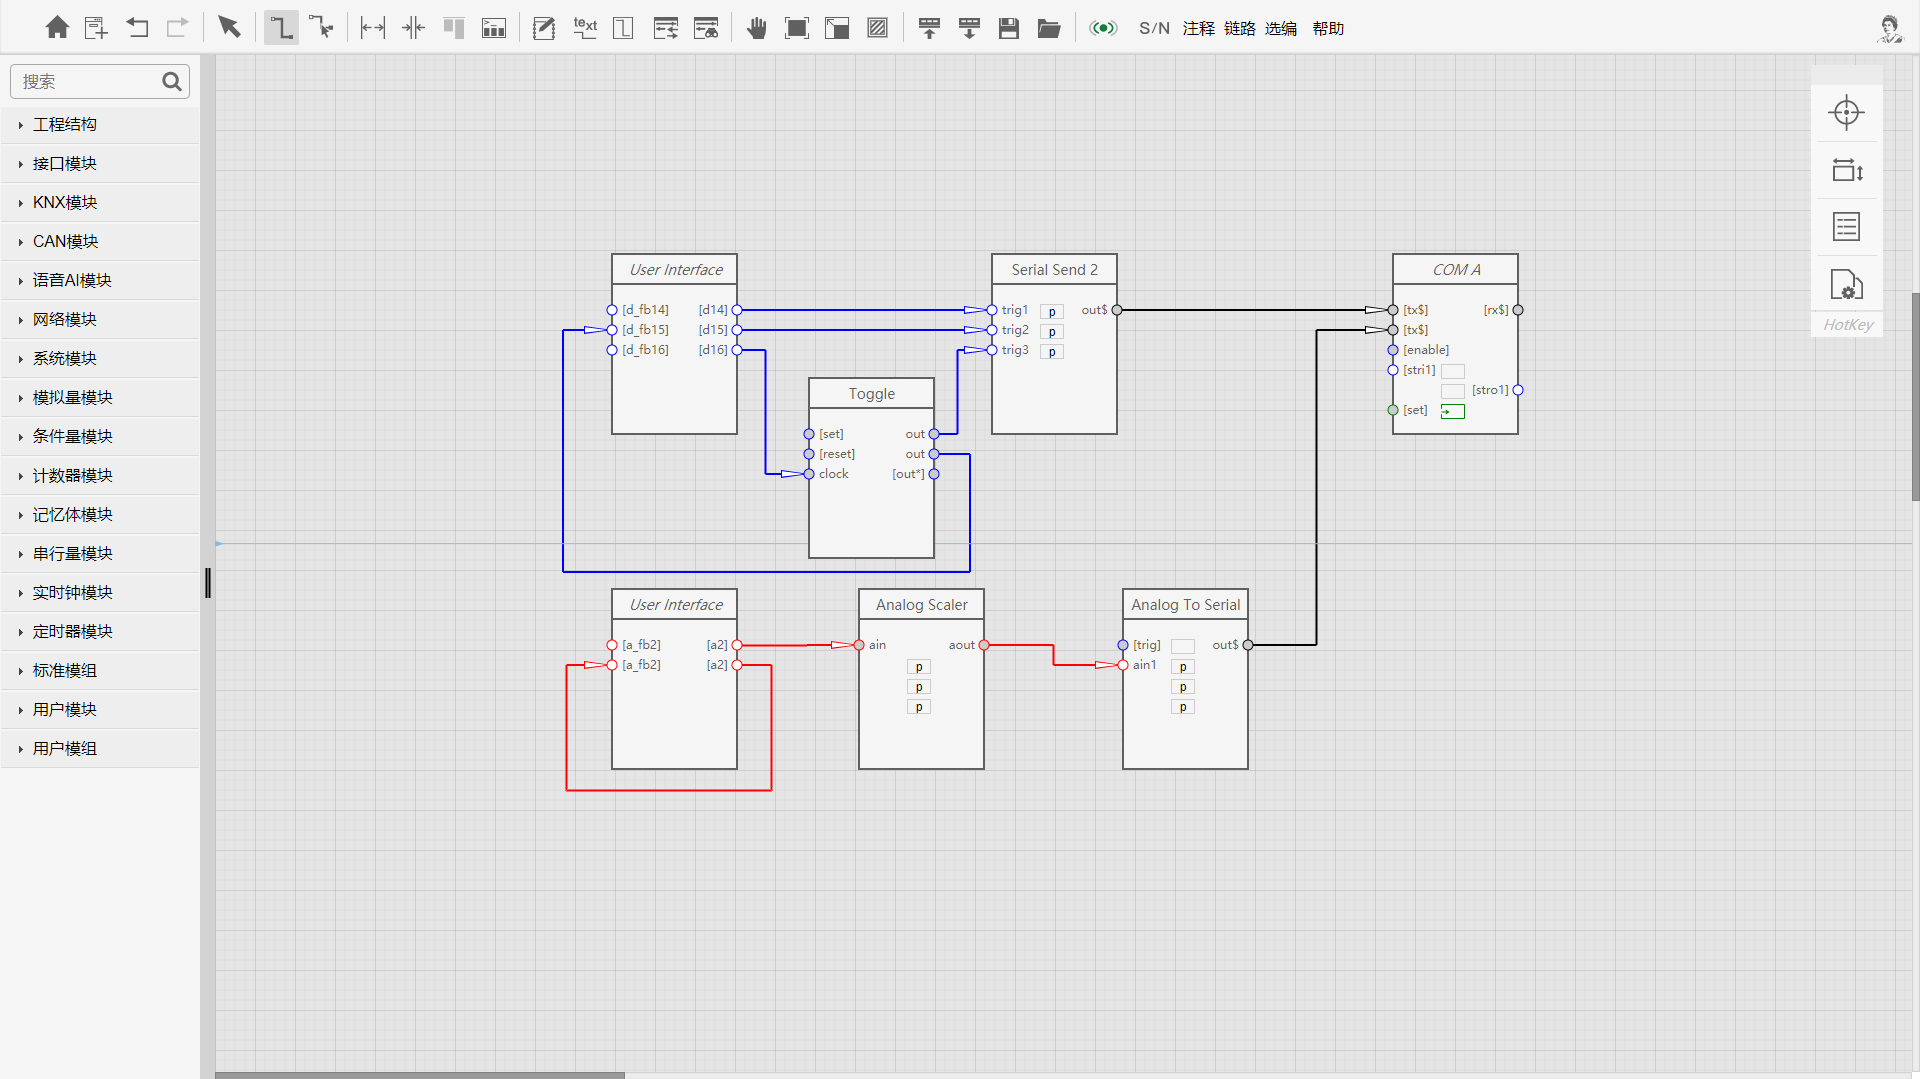 text
S/N 注释 链路 选编 帮助
搜索
工程结构
接口模块
KNX模块
CAN模块
语音AI模块
网络模块
系统模块
模拟量模块
条件量模块
计数器模块
记忆体模块
串行量模块
实时钟模块
定时器模块
标准模组
用户模块
用户模组
User Interface
[d_fb14] [d14]
[d_fb15] [d15]
[d_fb16] [d16]
Toggle
[set] out
[reset] out
clock [out*]
Serial Send 2
trig1 p out$
trig2 p
trig3 p
COM A
[tx$] [rx$]
[tx$]
[enable]
[stri1]
[stro1]
[set]
User Interface
[a_fb2] [a2]
[a_fb2] [a2]
Analog Scaler
ain aout
p
p
p
Analog To Serial
[trig] out$
ain1 p
p
p
HotKey